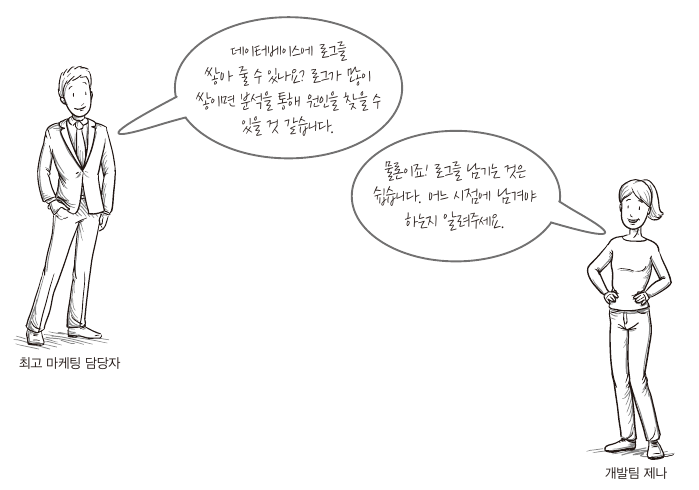 데이터베이스에 로그를
쌓아 줄 수 있나요? 로그가 많이
쌓이면 분석을 통해 원인을 찾을 수
있을 것 같습니다.
물론이죠! 로그를 남기는 것은
쉽습니다. 어느 시점에 남겨야
하는지 알려주세요.
최고 마케팅 담당자
개발팀 제나